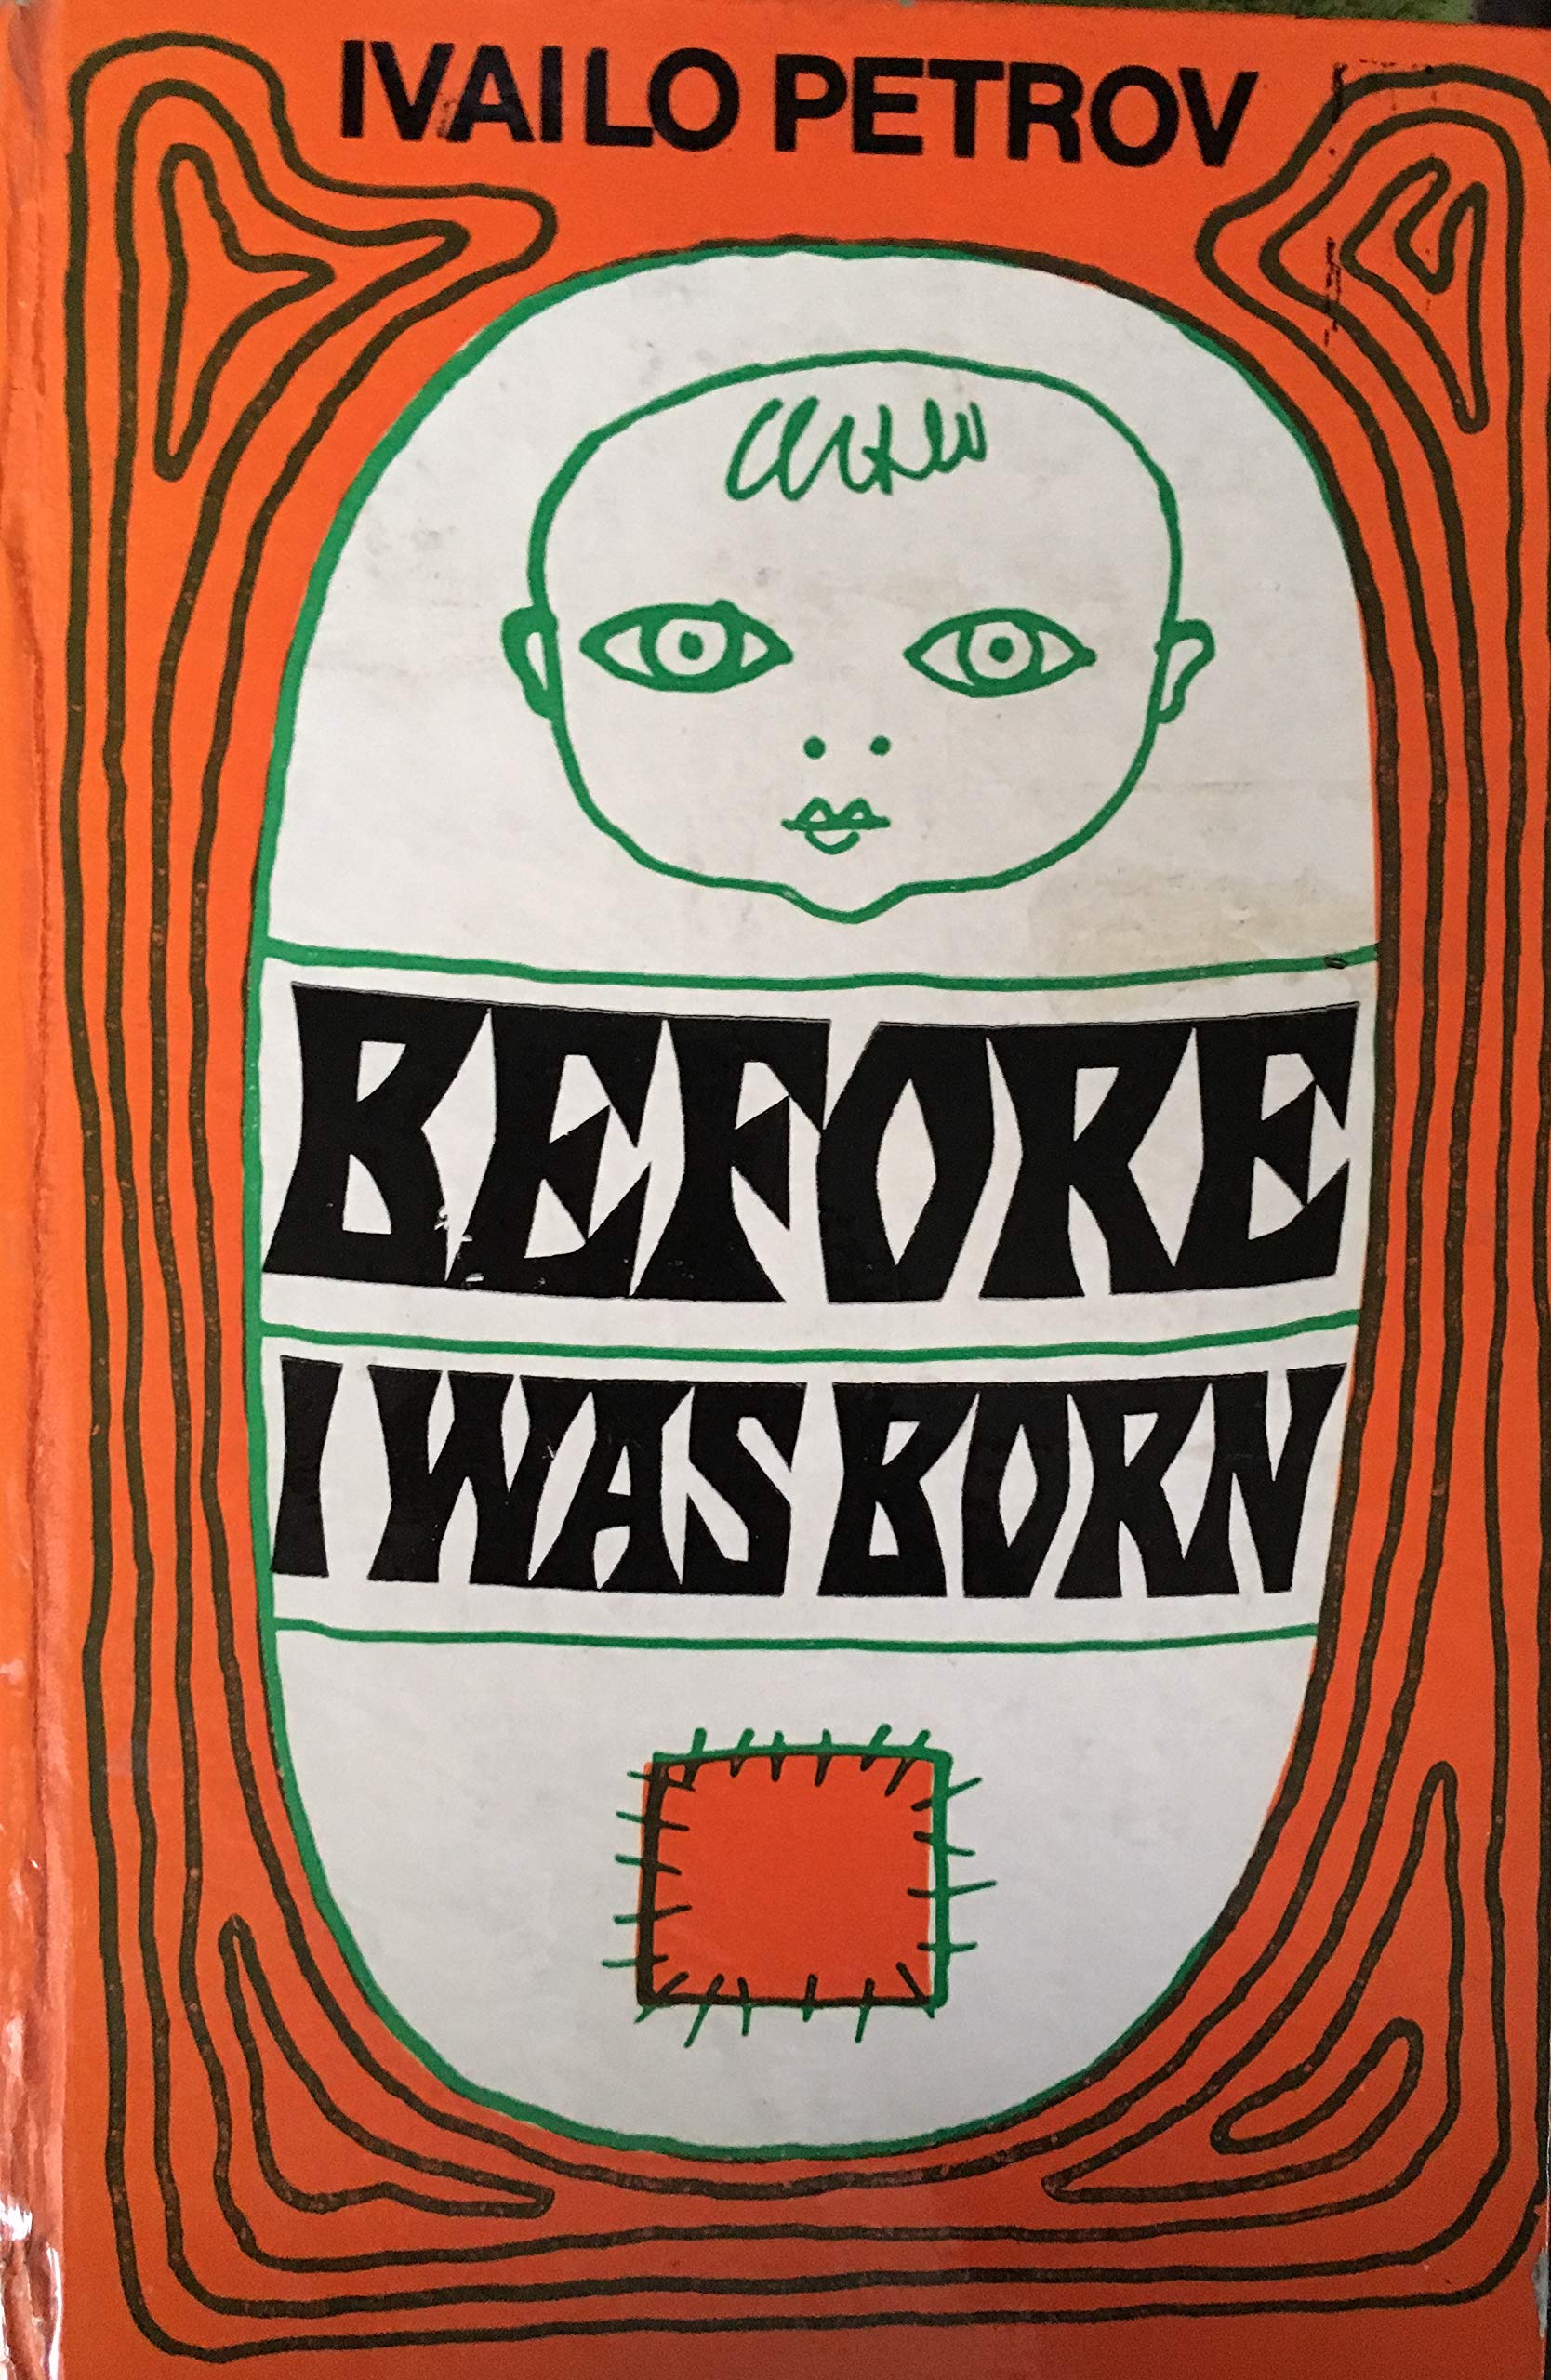 IVAILO PETROV
BEFORE
I WAS BORN